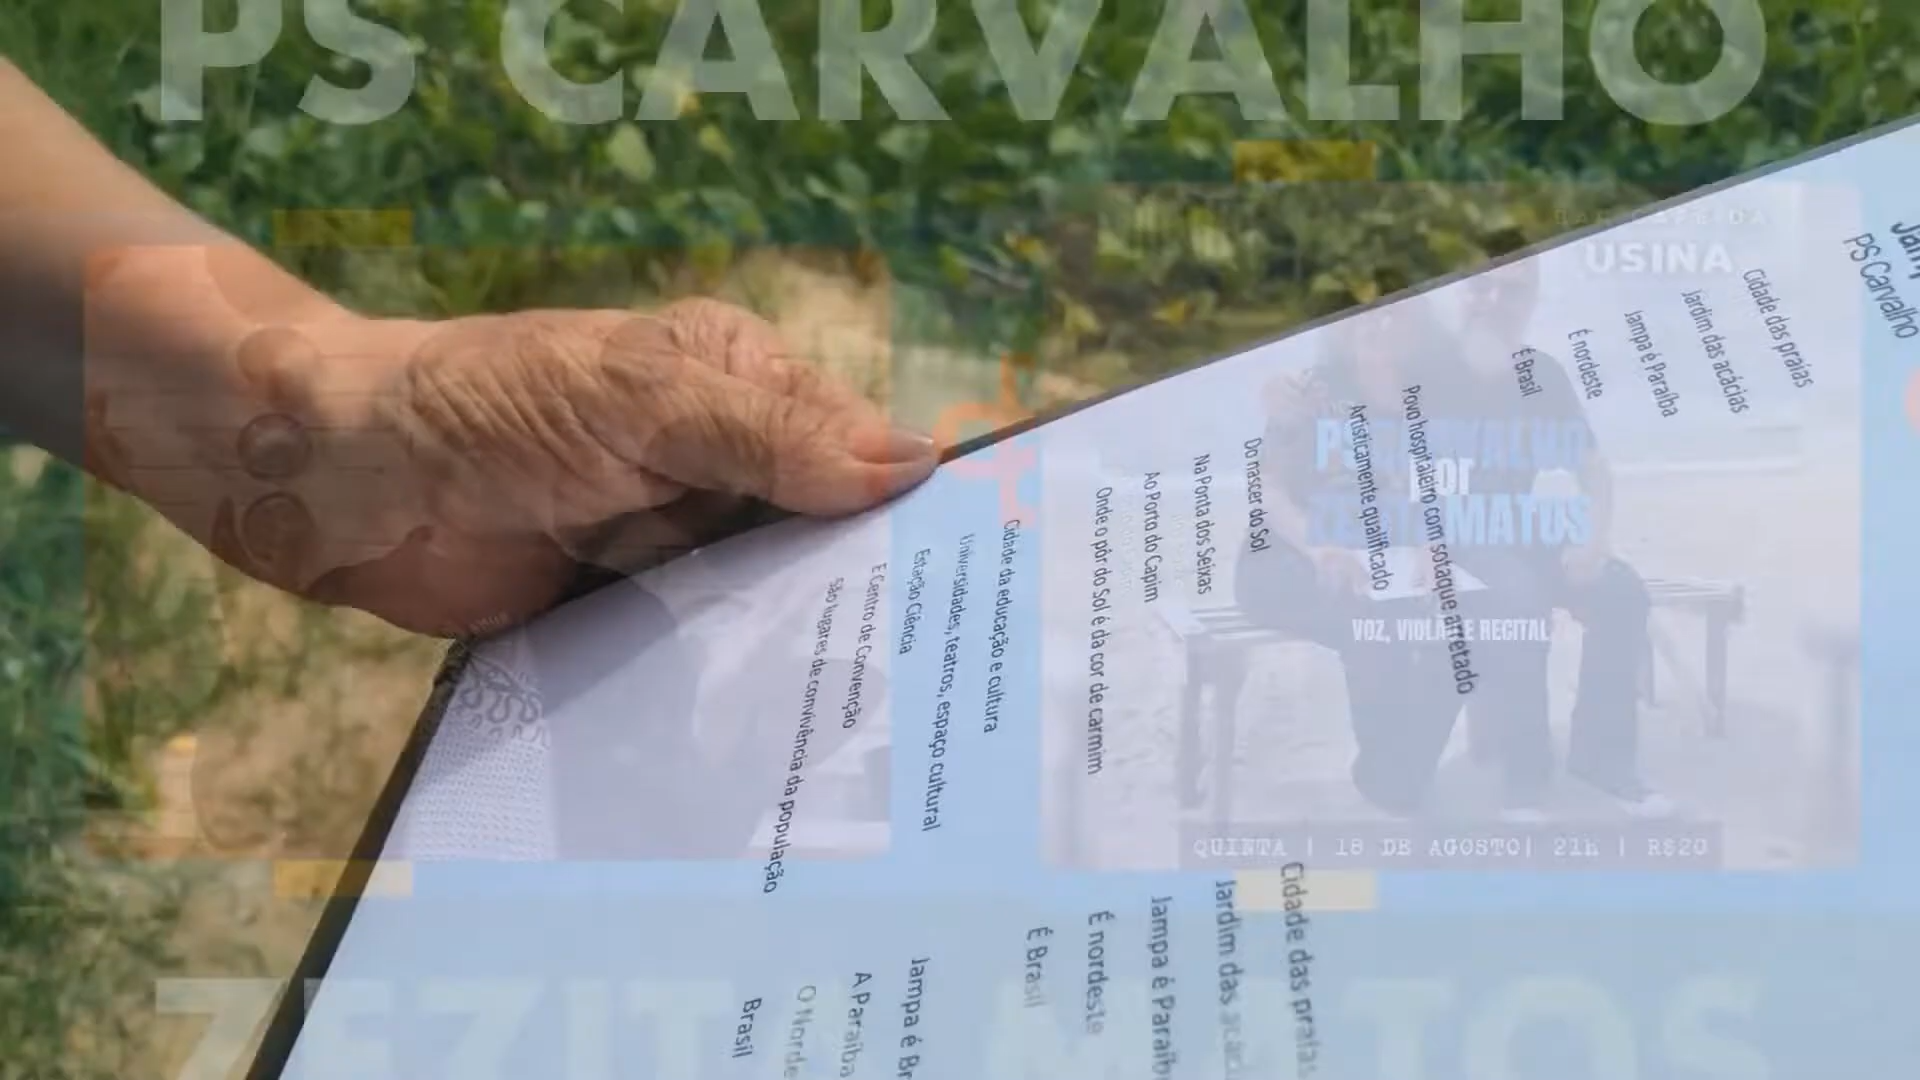 PS CARVALHO
USINA
PS CARVALHO
por
MATOS
VOZ, VIOLA E RECITAL
QUINTA | 18 DE AGOSTO | 21h | R$20
PS Carvalho
Cidade das praias
Jardim das acácias
Jampa é Paraíba
É nordeste
É Brasil
Povo hospitaleiro com sotaque arretado
Artisticamente qualificado
Do nascer do Sol
Na Ponta dos Seixas
Ao Porto do Capim
Onde o pôr do Sol é da cor de carmim
Cidade da educação e cultura
Universidades, teatros, espaço cultural
Estação Ciência
E Centro de Convenção
São lugares de convivência da população
Cidade das praias
Jardim das
Jampa é
É nordeste
É Brasil
Jampa é
A Paraíba
O
Brasil
MATOS